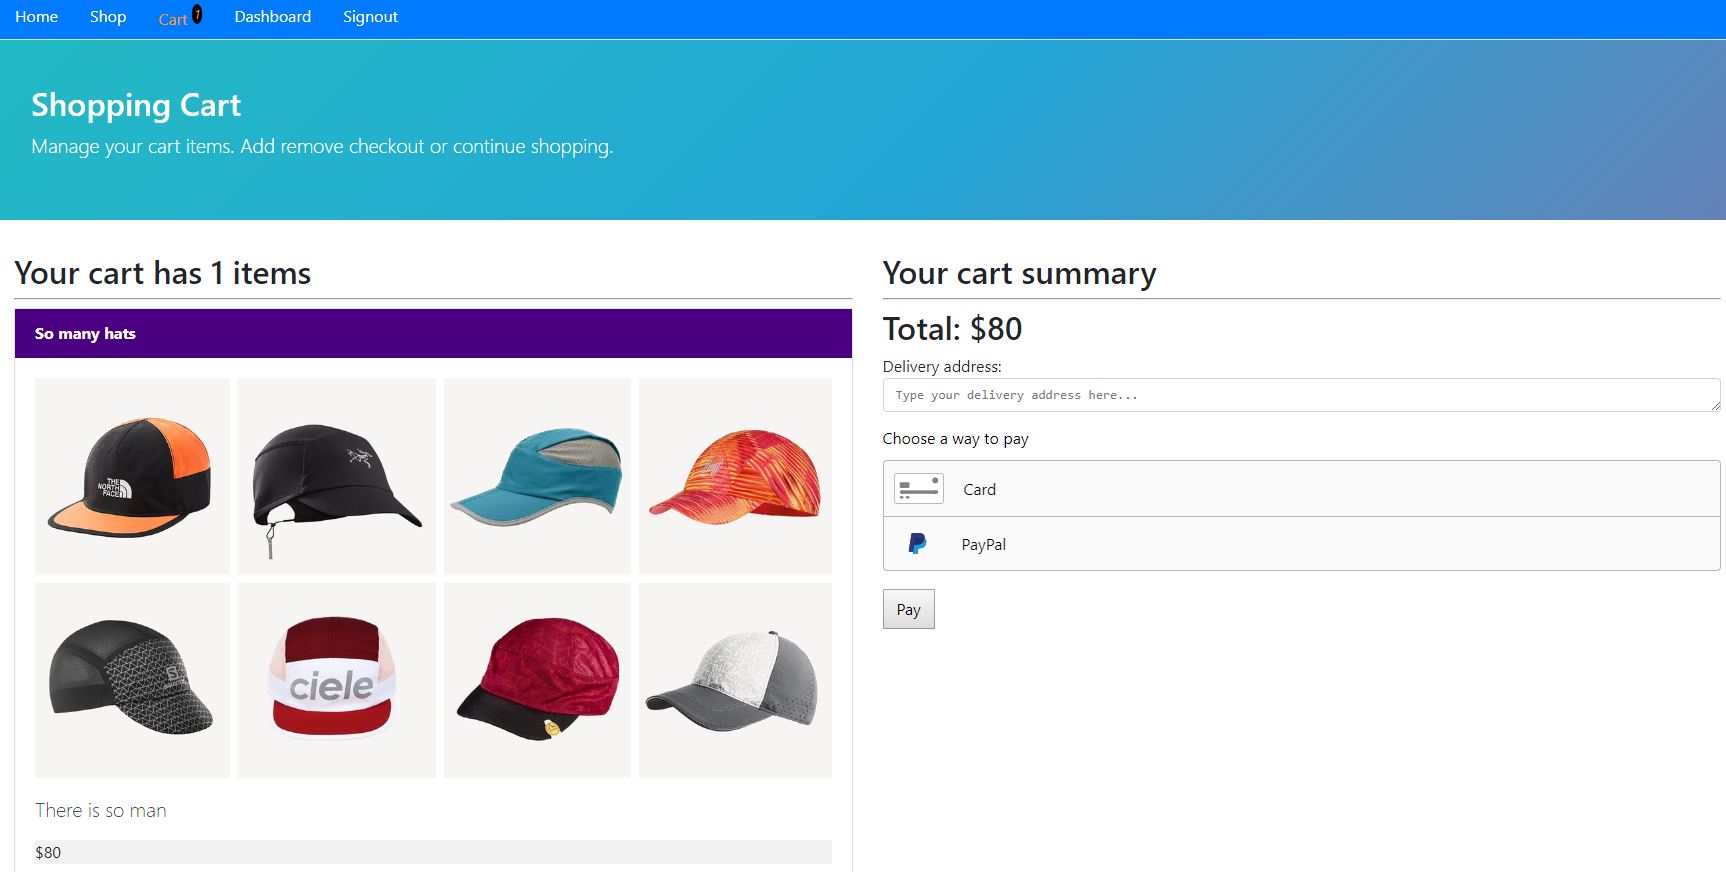 Home Shop Cart 1 Dashboard Signout
Shopping Cart
Manage your cart items. Add remove checkout or continue shopping.
Your cart has 1 items
So many hats
THE
NORTH
FACE
ciele
There is so man
$80
Your cart summary
Total: $80
Delivery address:
Type your delivery address here...
Choose a way to pay
Card
PayPal
Pay